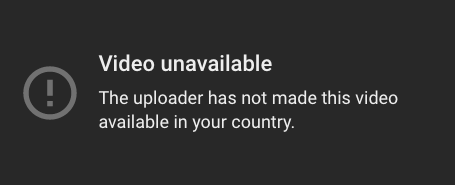 Video unavailable
The uploader has not made this video
available in your country.